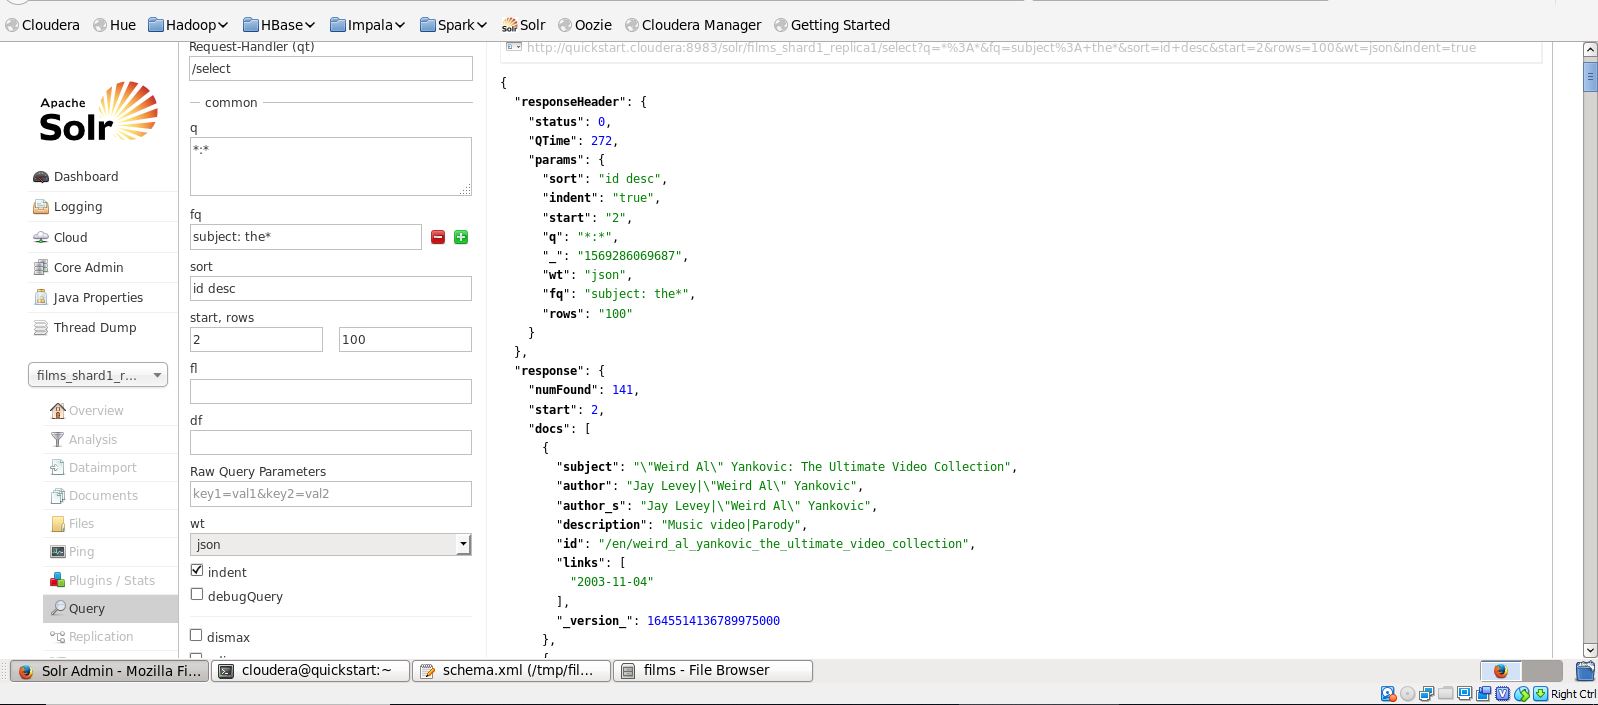 Cloudera Hue Hadoop HBase Impala Spark Solr Oozie Cloudera Manager Getting Started
Apache
Solr
Dashboard
Logging
Cloud
Core Admin
Java Properties
Thread Dump
films_shard1_r...
Overview
Analysis
Dataimport
Documents
Files
Ping
Plugins / Stats
Query
Replication
Request-Handler (qt)
/select
common
q
*:*
fq
subject: the*
sort
id desc
start, rows
2 100
fl
df
Raw Query Parameters
key1=val1&key2=val2
wt
json
indent
debugQuery
dismax
http://quickstart.cloudera:8983/solr/films_shard1_replica1/select?q=*%3A*&fq=subject%3A+the*&sort=id+desc&start=2&rows=100&wt=json&indent=true
{
"responseHeader": {
"status": 0,
"QTime": 272,
"params": {
"sort": "id desc",
"indent": "true",
"start": "2",
"q": "*:*",
"_": "1569286069687",
"wt": "json",
"fq": "subject: the*",
"rows": "100"
}
},
"response": {
"numFound": 141,
"start": 2,
"docs": [
{
"subject": "\"Weird Al\" Yankovic: The Ultimate Video Collection",
"author": "Jay Levey|\"Weird Al\" Yankovic",
"author_s": "Jay Levey|\"Weird Al\" Yankovic",
"description": "Music video|Parody",
"id": "/en/weird_al_yankovic_the_ultimate_video_collection",
"links": [
"2003-11-04"
],
"_version_": 1645514136789975000
},
Solr Admin - Mozilla Fi... cloudera@quickstart:~ schema.xml (/tmp/fil... films - File Browser
Right Ctrl